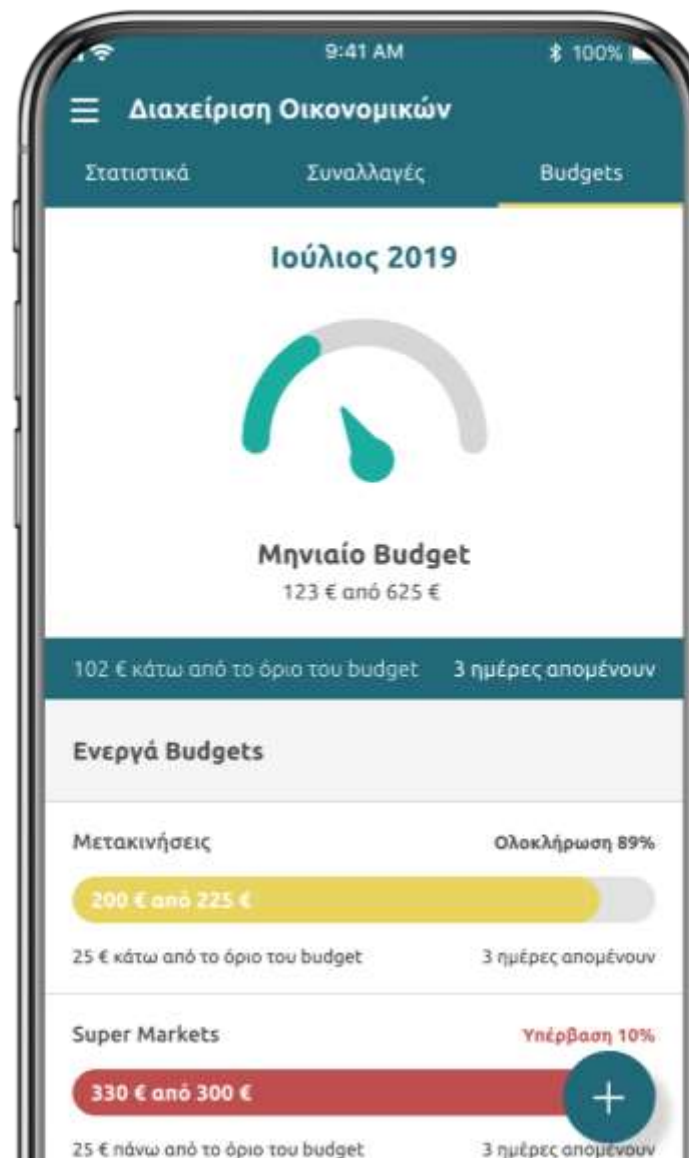 9:41 AM 100%
Διαχείριση Οικονομικών
Στατιστικά Συναλλαγές Budgets
Ιούλιος 2019
Μηνιαίο Budget
123 € από 625 €
102 € κάτω από το όριο του budget 3 ημέρες απομένουν
Ενεργά Budgets
Μετακινήσεις Ολοκλήρωση 89%
200 € από 225 €
25 € κάτω από το όριο του budget 3 ημέρες απομένουν
Super Markets Υπέρβαση 10%
330 € από 300 €
25 € πάνω από το όριο του budget 3 ημέρες απομένουν